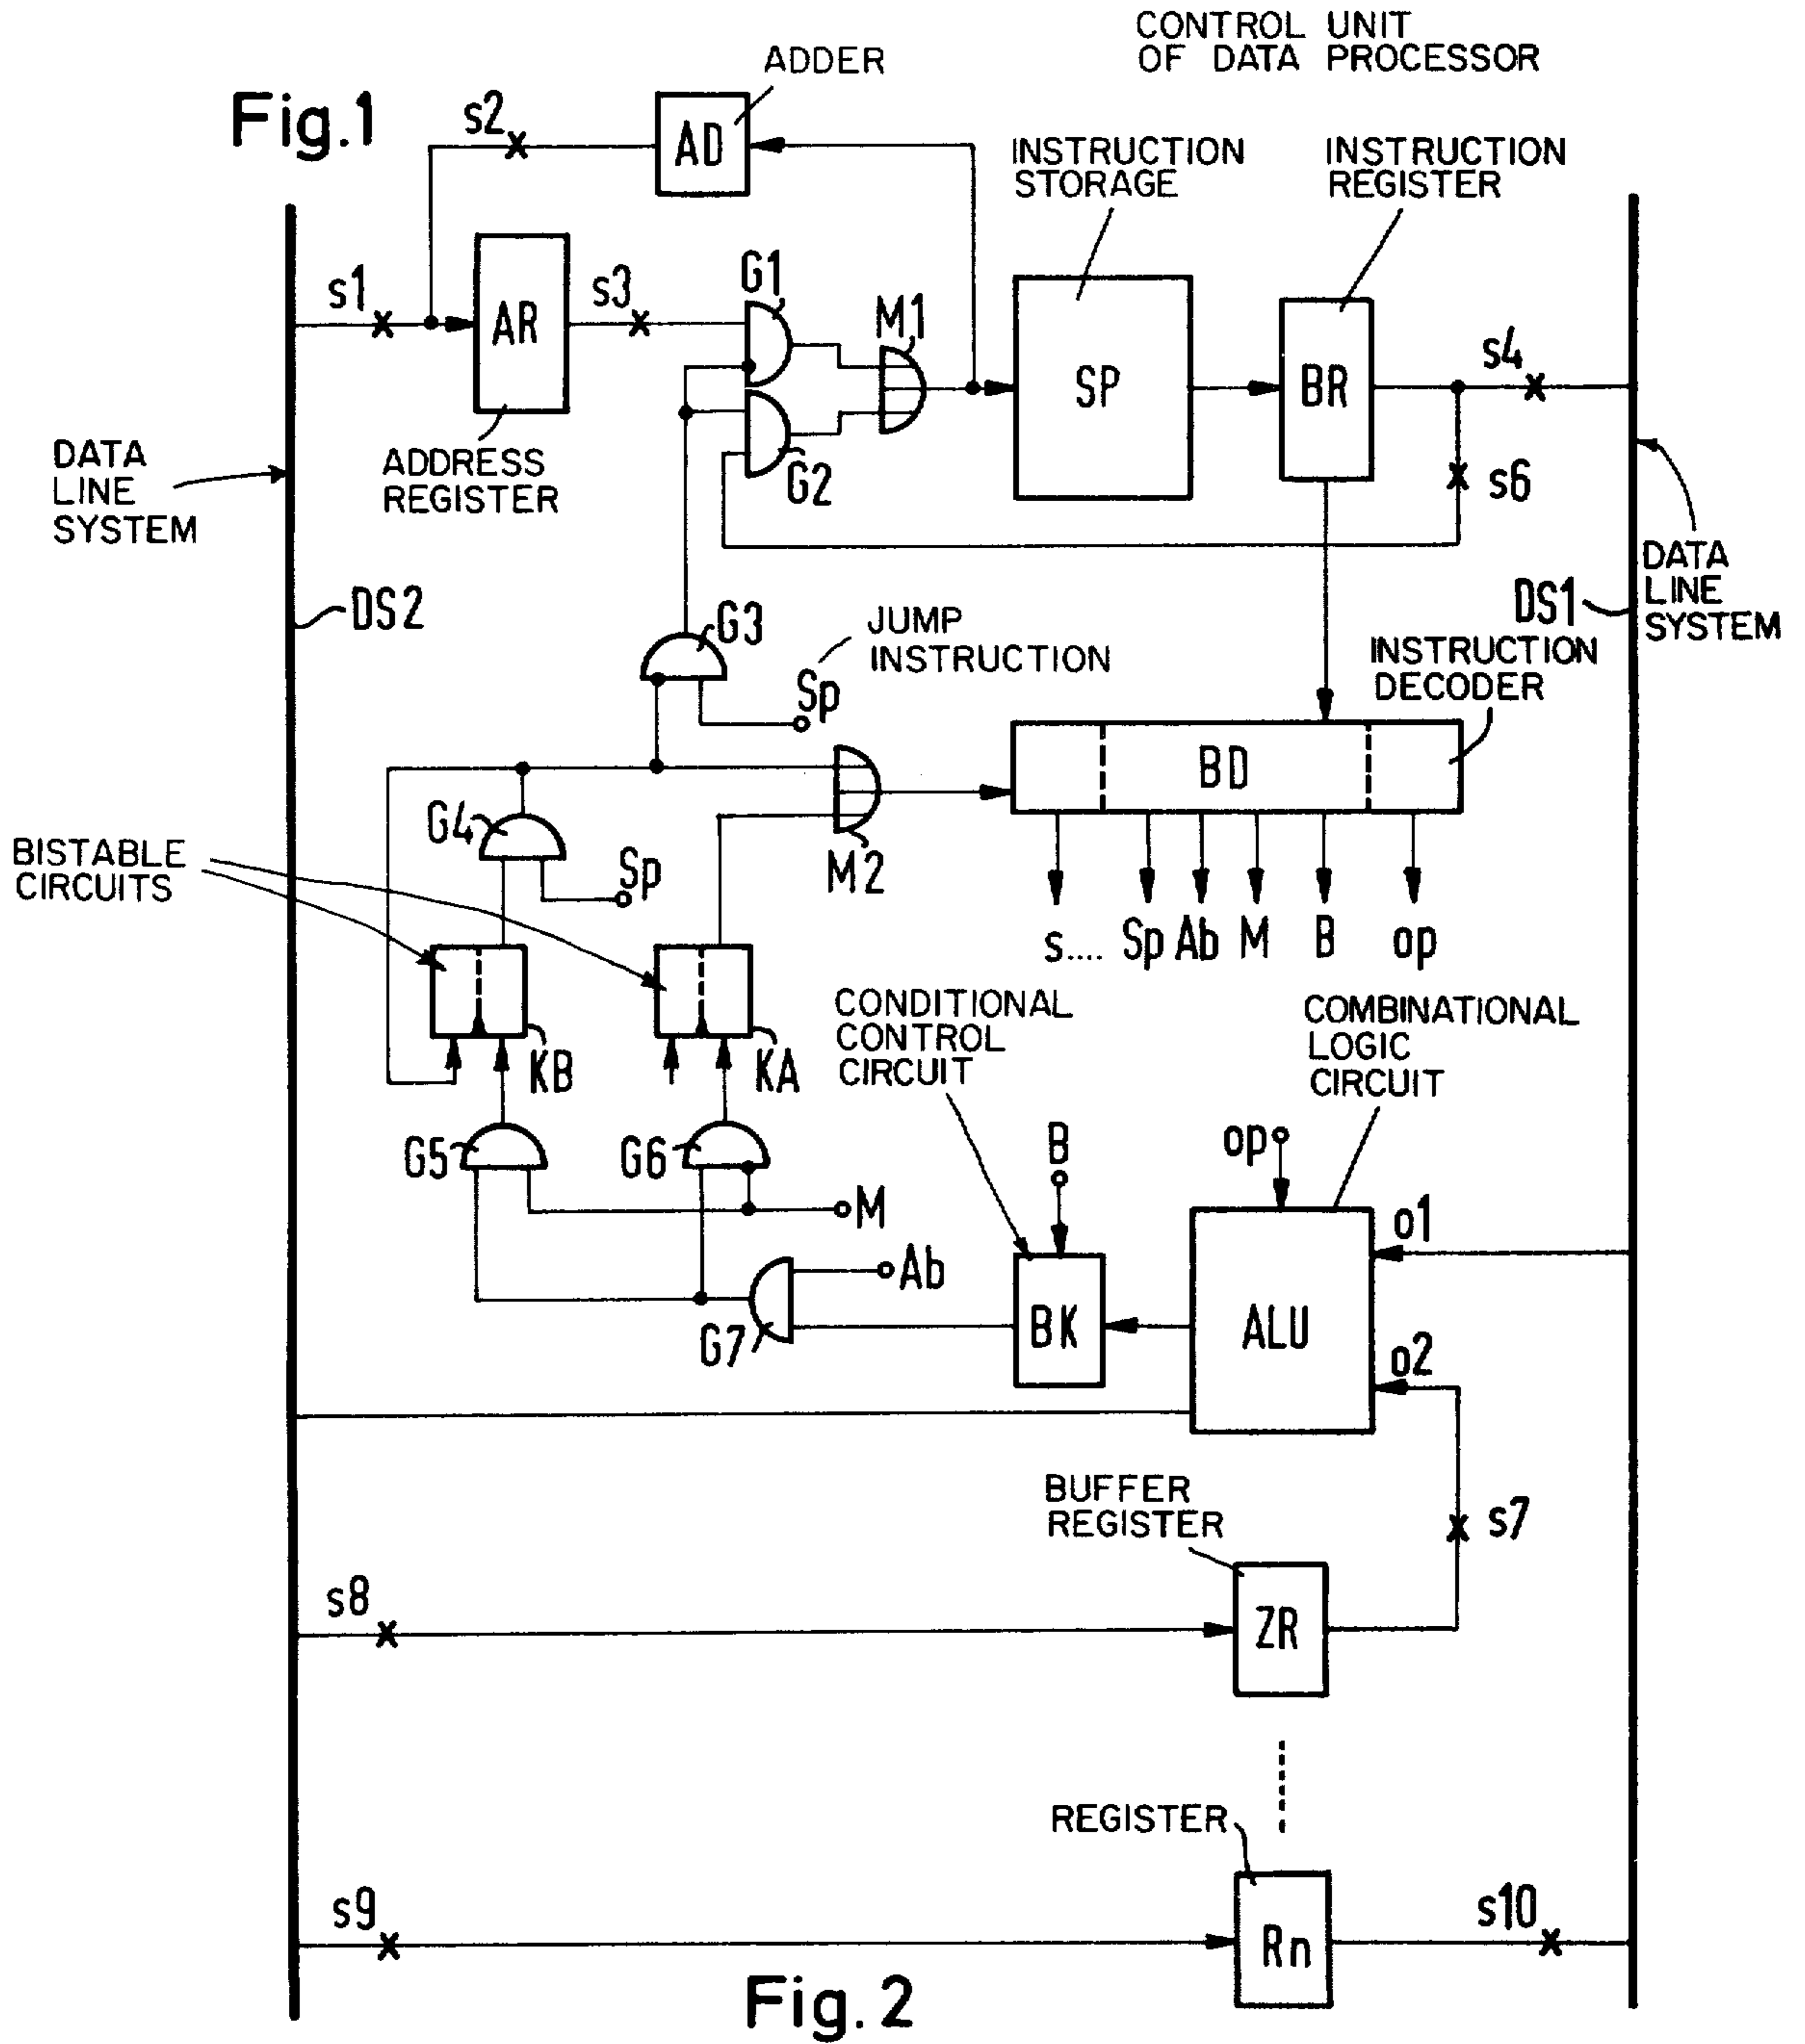 CONTROL UNIT
OF DATA PROCESSOR
ADDER
Fig.1
s2
AD
INSTRUCTION
STORAGE
INSTRUCTION
REGISTER
s1
AR
s3
G1
M1
SP
BR
s4
G2
s6
ADDRESS
REGISTER
DATA
LINE
SYSTEM
DATA
LINE
SYSTEM
DS2
DS1
G3
JUMP
INSTRUCTION
Sp
INSTRUCTION
DECODER
BD
G4
Sp
M2
BISTABLE
CIRCUITS
s....
Sp
Ab
M
B
op
KB
KA
CONDITIONAL
CONTROL
CIRCUIT
COMBINATIONAL
LOGIC
CIRCUIT
G5
G6
B
op
M
o1
Ab
G7
BK
ALU
o2
BUFFER
REGISTER
s7
s8
ZR
REGISTER
s9
Rn
s10
Fig.2